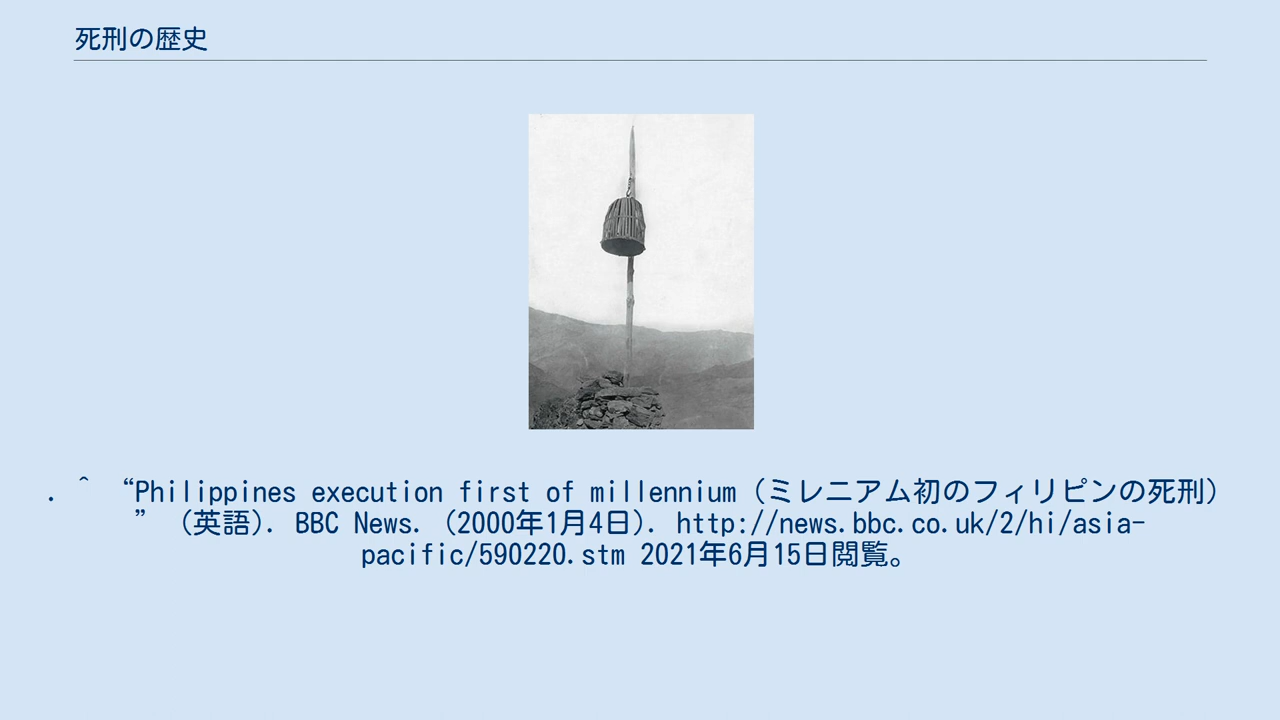 死刑の歴史
. ^ “Philippines execution first of millennium（ミレニアム初のフィリピンの死刑）
” （英語）. BBC News. （2000年1月4日）. http://news.bbc.co.uk/2/hi/asia-
pacific/590220.stm 2021年6月15日閲覧。